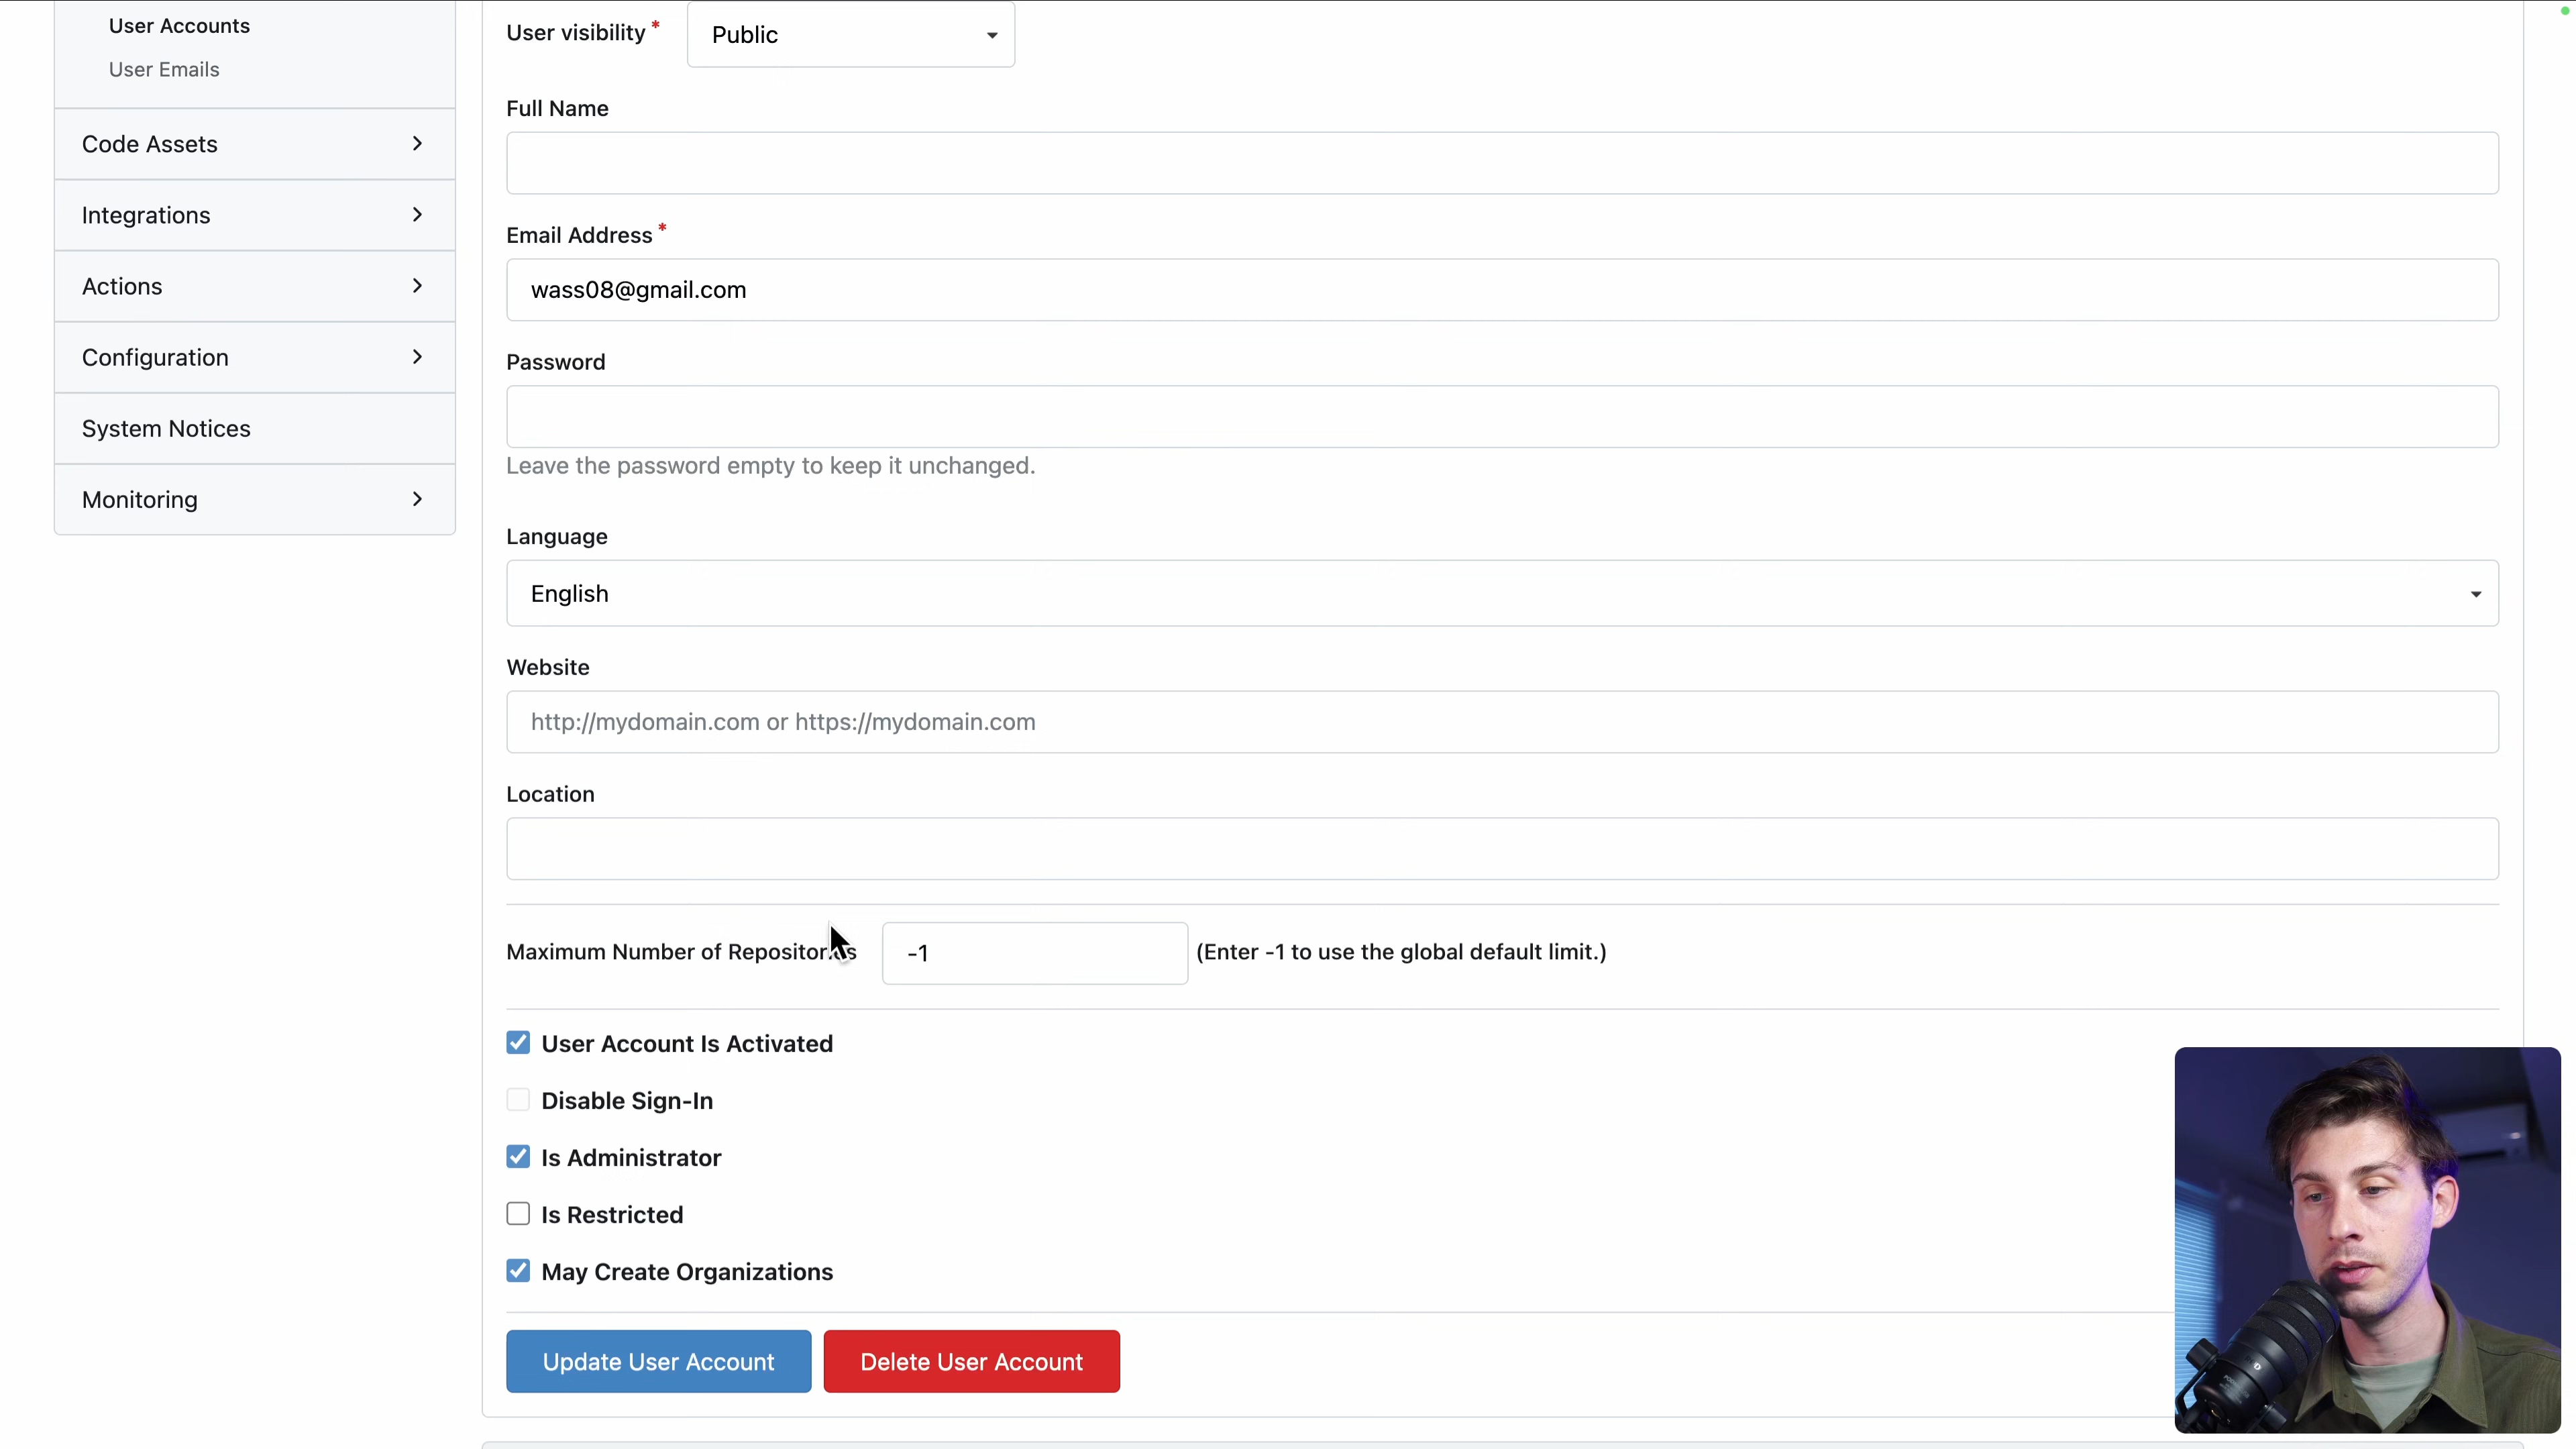 User Accounts
User Emails
Code Assets
Integrations
Actions
Configuration
System Notices
Monitoring
User visibility *
Public
Full Name
Email Address *
wass08@gmail.com
Password
Leave the password empty to keep it unchanged.
Language
English
Website
http://mydomain.com or https://mydomain.com
Location
Maximum Number of Repositories -1 (Enter -1 to use the global default limit.)
User Account Is Activated
Disable Sign-In
Is Administrator
Is Restricted
May Create Organizations
Update User Account Delete User Account